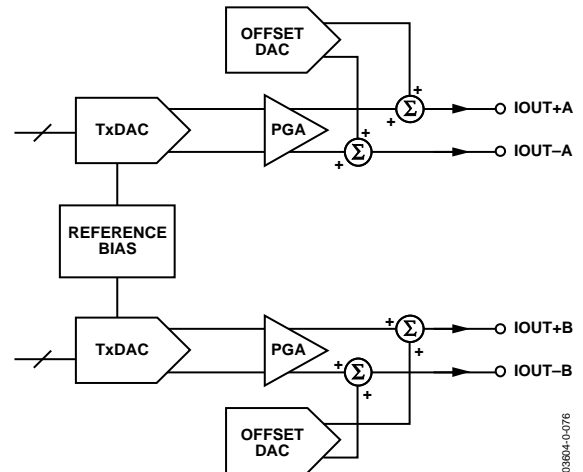 OFFSET
DAC
+
+
+
+
Σ
Σ
IOUT+A
IOUT–A
TxDAC
PGA
REFERENCE
BIAS
TxDAC
PGA
+
+
+
+
Σ
Σ
IOUT+B
IOUT–B
OFFSET
DAC
03604-0-076